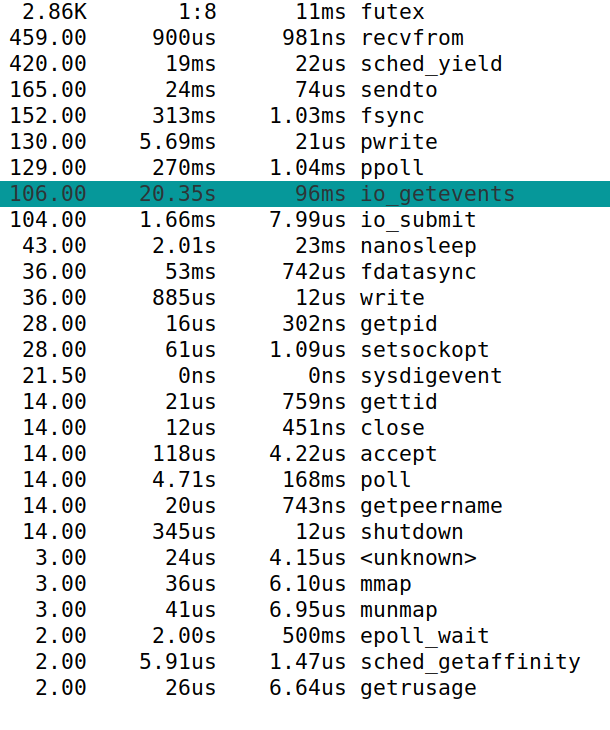 2.86K 1:8 11ms futex
459.00 900us 981ns recvfrom
420.00 19ms 22us sched_yield
165.00 24ms 74us sendto
152.00 313ms 1.03ms fsync
130.00 5.69ms 21us pwrite
129.00 270ms 1.04ms ppoll
106.00 20.35s 96ms io_getevents
104.00 1.66ms 7.99us io_submit
43.00 2.01s 23ms nanosleep
36.00 53ms 742us fdatasync
36.00 885us 12us write
28.00 16us 302ns getpid
28.00 61us 1.09us setsockopt
21.50 0ns 0ns sysdigevent
14.00 21us 759ns gettid
14.00 12us 451ns close
14.00 118us 4.22us accept
14.00 4.71s 168ms poll
14.00 20us 743ns getpeername
14.00 345us 12us shutdown
3.00 24us 4.15us <unknown>
3.00 36us 6.10us mmap
3.00 41us 6.95us munmap
2.00 2.00s 500ms epoll_wait
2.00 5.91us 1.47us sched_getaffinity
2.00 26us 6.64us getrusage